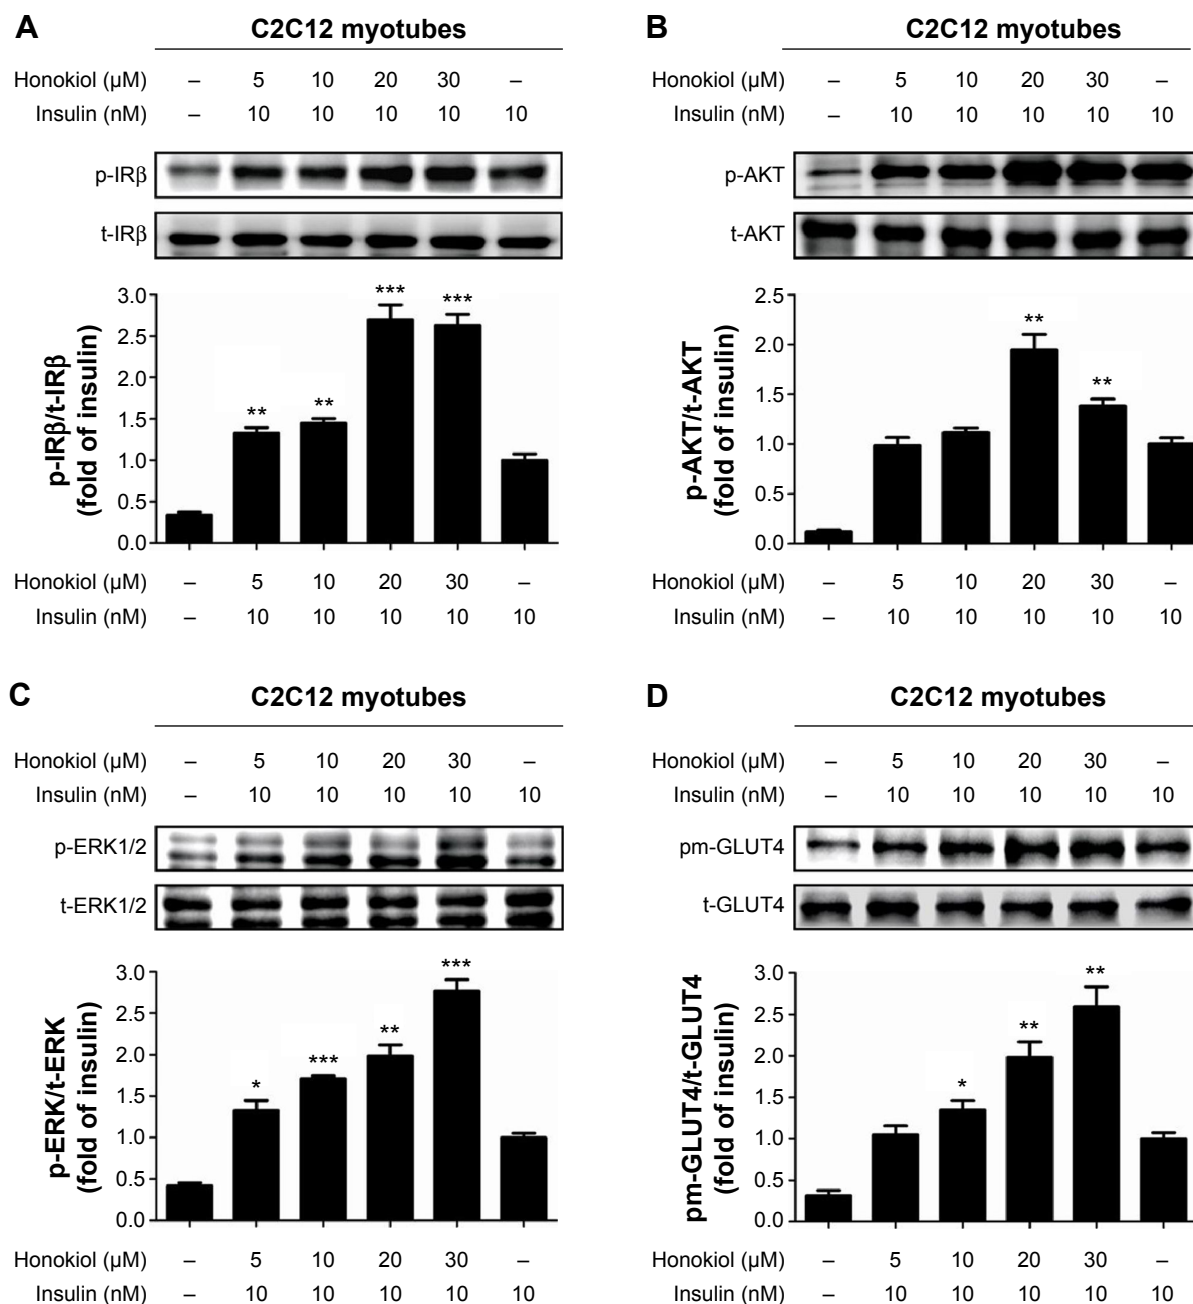 A
C2C12 myotubes
Honokiol (μM) – 5 10 20 30 –
Insulin (nM) – 10 10 10 10 10
p-IRβ
t-IRβ
p-IRβ/t-IRβ
(fold of insulin)
3.0
2.5
2.0
1.5
1.0
0.5
0.0
** ** *** ***
Honokiol (μM) – 5 10 20 30 –
Insulin (nM) – 10 10 10 10 10
B
C2C12 myotubes
Honokiol (μM) – 5 10 20 30 –
Insulin (nM) – 10 10 10 10 10
p-AKT
t-AKT
p-AKT/t-AKT
(fold of insulin)
2.5
2.0
1.5
1.0
0.5
0.0
** **
Honokiol (μM) – 5 10 20 30 –
Insulin (nM) – 10 10 10 10 10
C
C2C12 myotubes
Honokiol (μM) – 5 10 20 30 –
Insulin (nM) – 10 10 10 10 10
p-ERK1/2
t-ERK1/2
p-ERK/t-ERK
(fold of insulin)
3.0
2.5
2.0
1.5
1.0
0.5
0.0
* *** ** ***
Honokiol (μM) – 5 10 20 30 –
Insulin (nM) – 10 10 10 10 10
D
C2C12 myotubes
Honokiol (μM) – 5 10 20 30 –
Insulin (nM) – 10 10 10 10 10
pm-GLUT4
t-GLUT4
pm-GLUT4/t-GLUT4
(fold of insulin)
3.0
2.5
2.0
1.5
1.0
0.5
0.0
* ** **
Honokiol (μM) – 5 10 20 30 –
Insulin (nM) – 10 10 10 10 10